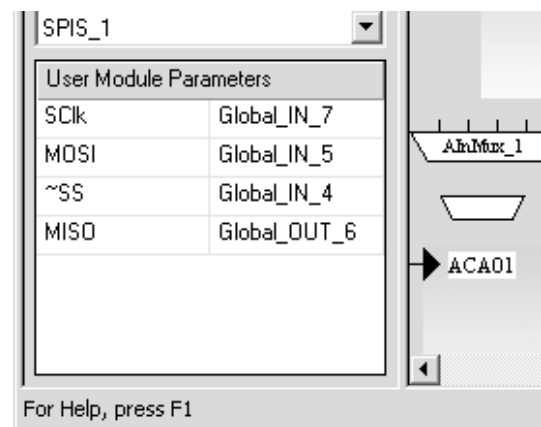 SPIS_1
User Module Parameters
SClk Global_IN_7
MOSI Global_IN_5
~SS Global_IN_4
MISO Global_OUT_6
AInMux_1
ACA01
For Help, press F1